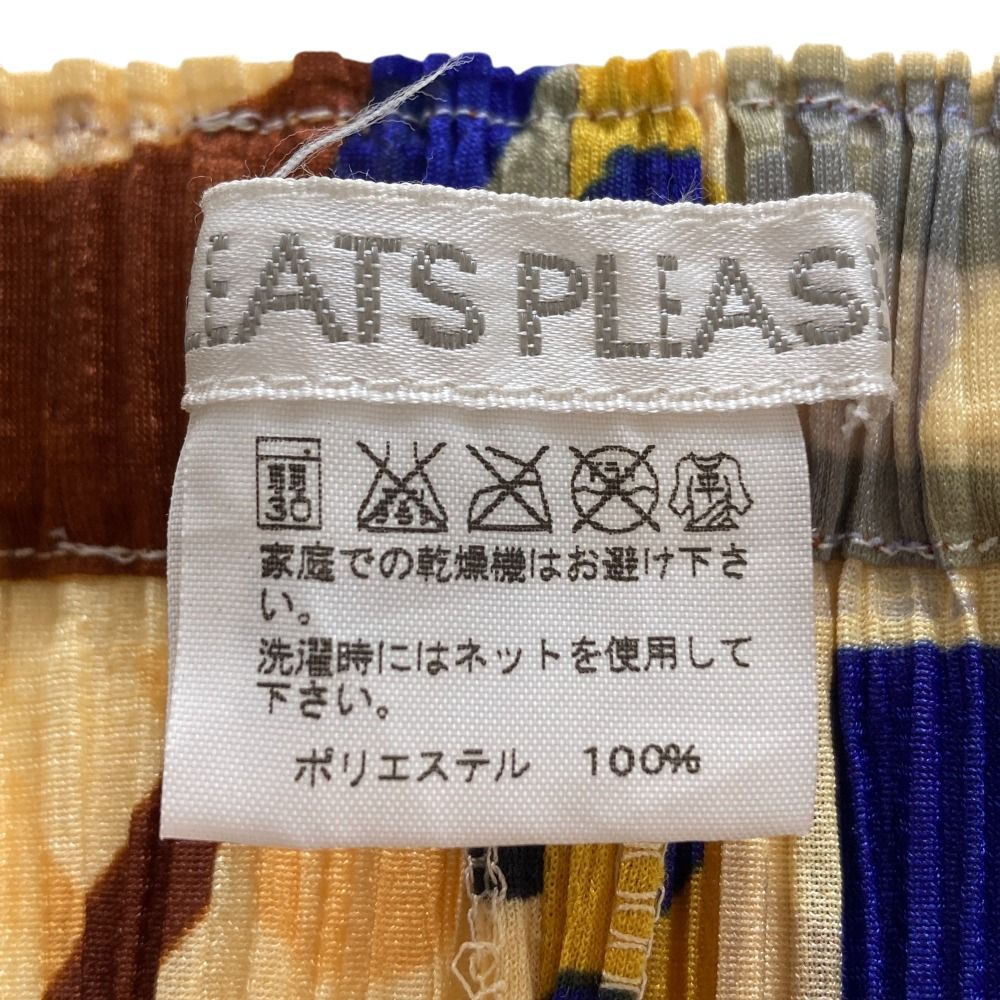 EATS PLEAS
弱
30
家庭での乾燥機はお避け下さ
い。
洗濯時にはネットを使用して
下さい。
ポリエステル 100%